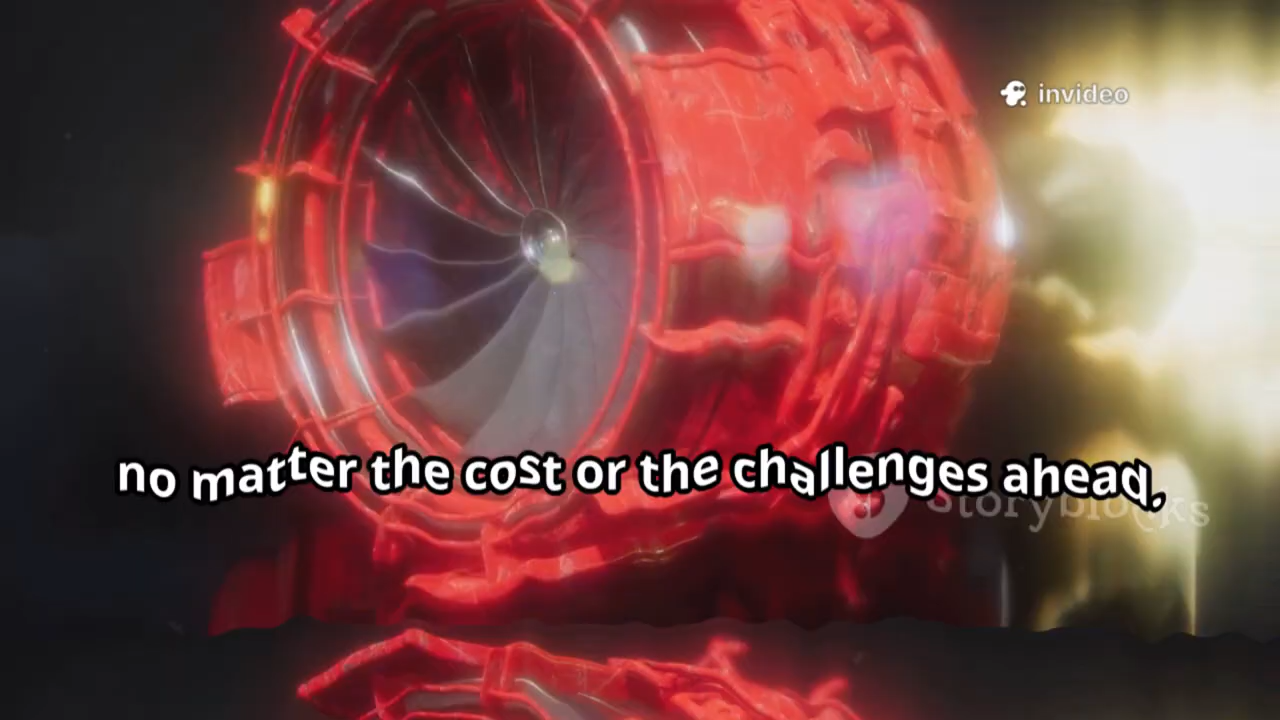 invideo
no matter the cost or the challenges ahead.
Storyblocks